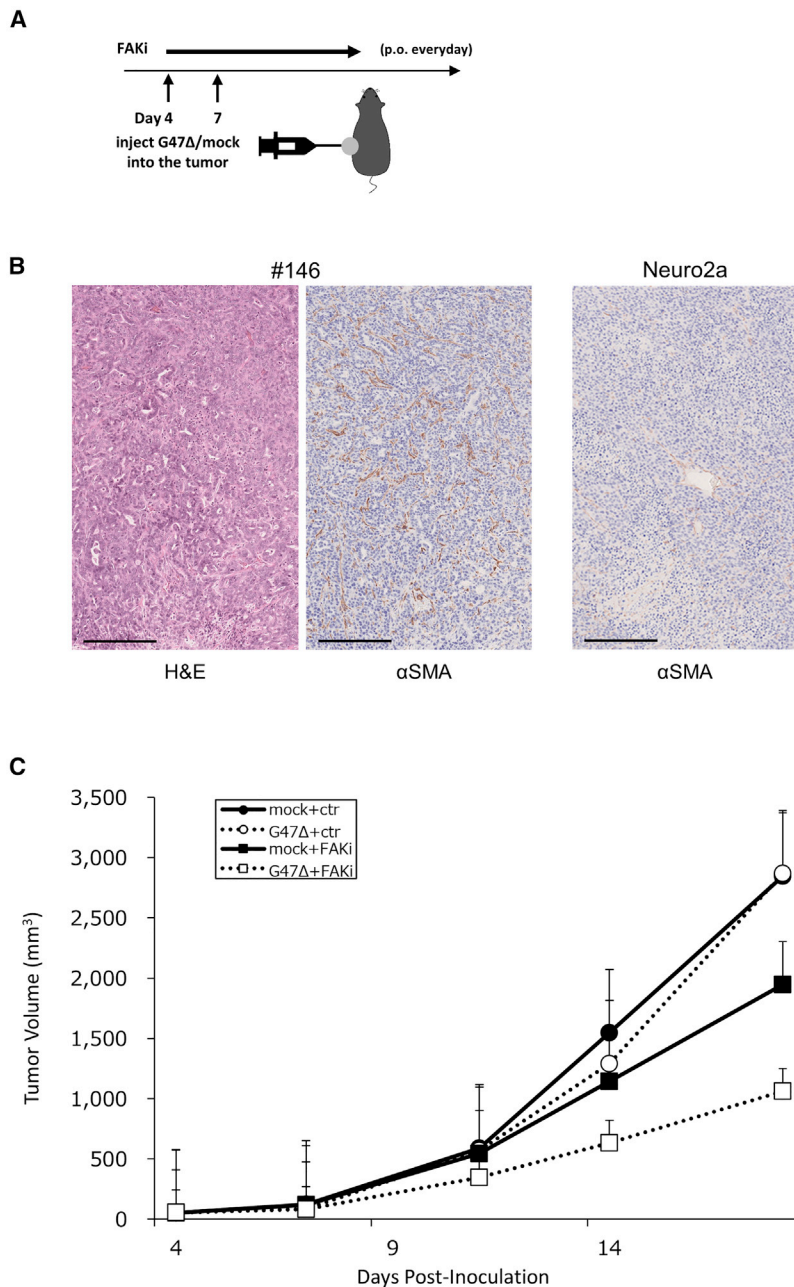 A
FAKi
(p.o. everyday)
Day 4
7
inject G47Δ/mock
into the tumor
B
#146
Neuro2a
H&E
αSMA
αSMA
C
3,500
3,000
2,500
2,000
1,500
1,000
500
0
Tumor Volume (mm³)
mock+ctr
G47Δ+ctr
mock+FAKi
G47Δ+FAKi
4
9
14
Days Post-Inoculation